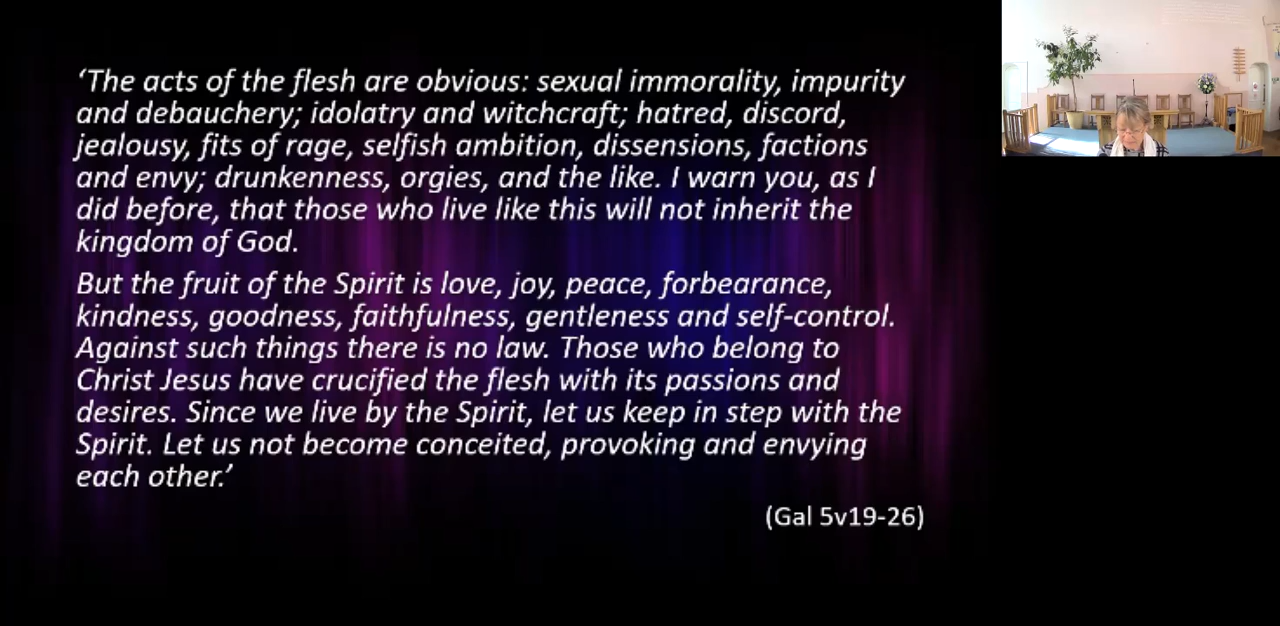 ‘The acts of the flesh are obvious: sexual immorality, impurity
and debauchery; idolatry and witchcraft; hatred, discord,
jealousy, fits of rage, selfish ambition, dissensions, factions
and envy; drunkenness, orgies, and the like. I warn you, as I
did before, that those who live like this will not inherit the
kingdom of God.
But the fruit of the Spirit is love, joy, peace, forbearance,
kindness, goodness, faithfulness, gentleness and self-control.
Against such things there is no law. Those who belong to
Christ Jesus have crucified the flesh with its passions and
desires. Since we live by the Spirit, let us keep in step with the
Spirit. Let us not become conceited, provoking and envying
each other.’
(Gal 5v19-26)